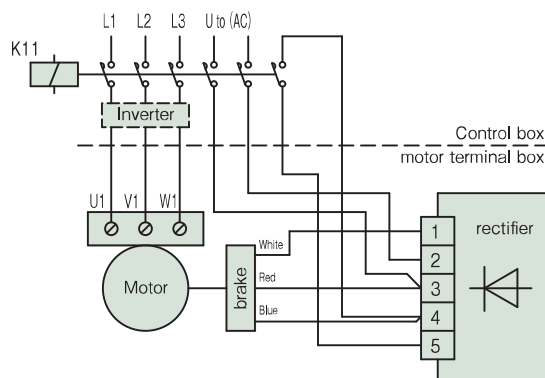 L1 L2 L3 U to (AC)
K11
Inverter
Control box
motor terminal box
U1 V1 W1
White
1
rectifier
2
Red
Motor
brake
3
Blue
4
5